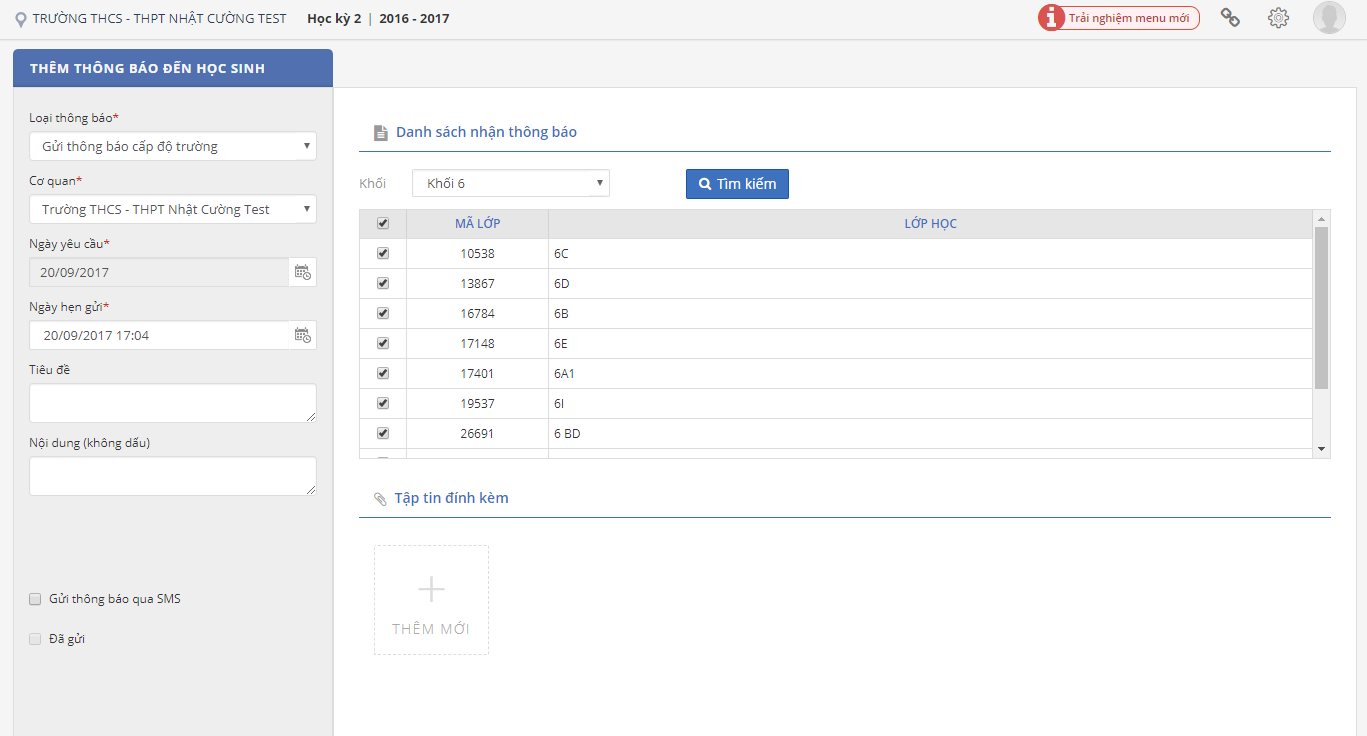 TRƯỜNG THCS - THPT NHẬT CƯỜNG TEST Học kỳ 2 | 2016 - 2017 Trải nghiệm menu mới
THÊM THÔNG BÁO ĐẾN HỌC SINH
Loại thông báo*
Gửi thông báo cấp độ trường
Cơ quan*
Trường THCS - THPT Nhật Cường Test
Ngày yêu cầu*
20/09/2017
Ngày hẹn gửi*
20/09/2017 17:04
Tiêu đề
Nội dung (không dấu)
Gửi thông báo qua SMS
Đã gửi
Danh sách nhận thông báo
Khối Khối 6 Tìm kiếm
MÃ LỚP LỚP HỌC
10538 6C
13867 6D
16784 6B
17148 6E
17401 6A1
19537 6I
26691 6 BD
Tập tin đính kèm
THÊM MỚI